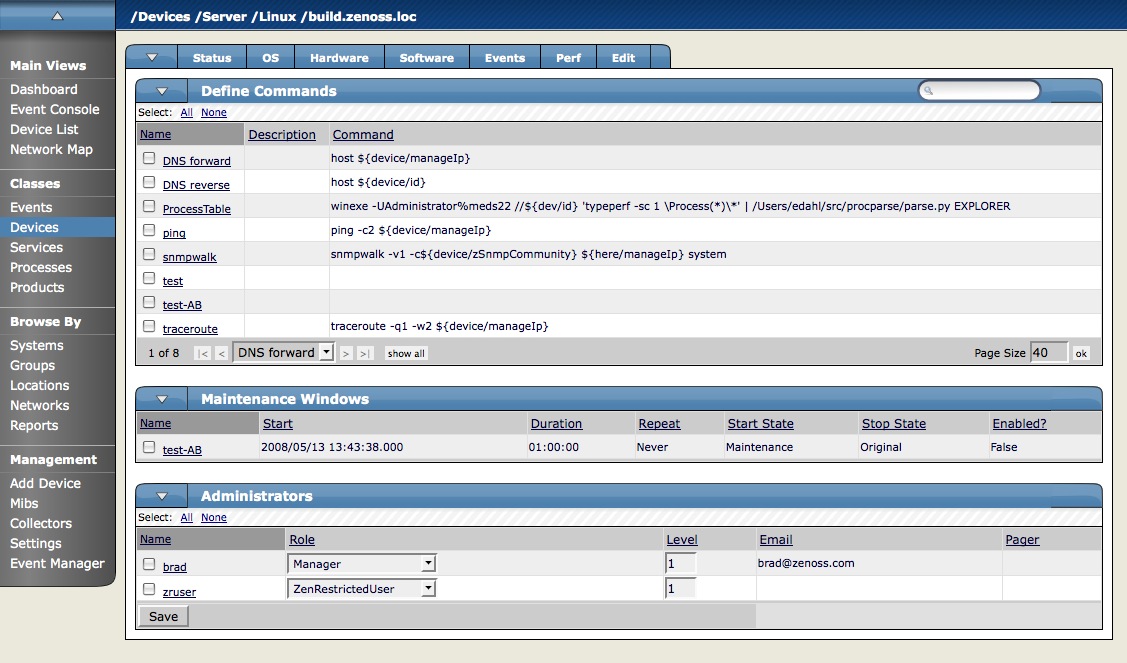 /Devices /Server /Linux /build.zenoss.loc
Main Views
Dashboard
Event Console
Device List
Network Map
Classes
Events
Devices
Services
Processes
Products
Browse By
Systems
Groups
Locations
Networks
Reports
Management
Add Device
Mibs
Collectors
Settings
Event Manager
Status OS Hardware Software Events Perf Edit
Define Commands
Select: All None
Name Description Command
DNS forward host ${device/manageIp}
DNS reverse host ${device/id}
ProcessTable winexe -UAdministrator%meds22 //${dev/id} 'typeperf -sc 1 \Process(*)\*' | /Users/edahl/src/procparse/parse.py EXPLORER
ping ping -c2 ${device/manageIp}
snmpwalk snmpwalk -v1 -c${device/zSnmpCommunity} ${here/manageIp} system
test
test-AB
traceroute traceroute -q1 -w2 ${device/manageIp}
1 of 8 |< < DNS forward > >| show all Page Size 40 ok
Maintenance Windows
Name Start Duration Repeat Start State Stop State Enabled?
test-AB 2008/05/13 13:43:38.000 01:00:00 Never Maintenance Original False
Administrators
Select: All None
Name Role Level Email Pager
brad Manager 1 brad@zenoss.com
zruser ZenRestrictedUser 1
Save